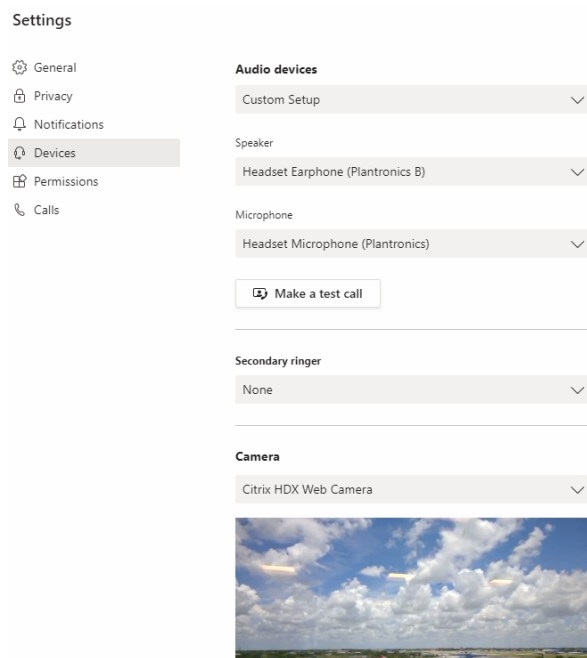 Settings
General
Privacy
Notifications
Devices
Permissions
Calls
Audio devices
Custom Setup
Speaker
Headset Earphone (Plantronics B)
Microphone
Headset Microphone (Plantronics)
Make a test call
Secondary ringer
None
Camera
Citrix HDX Web Camera